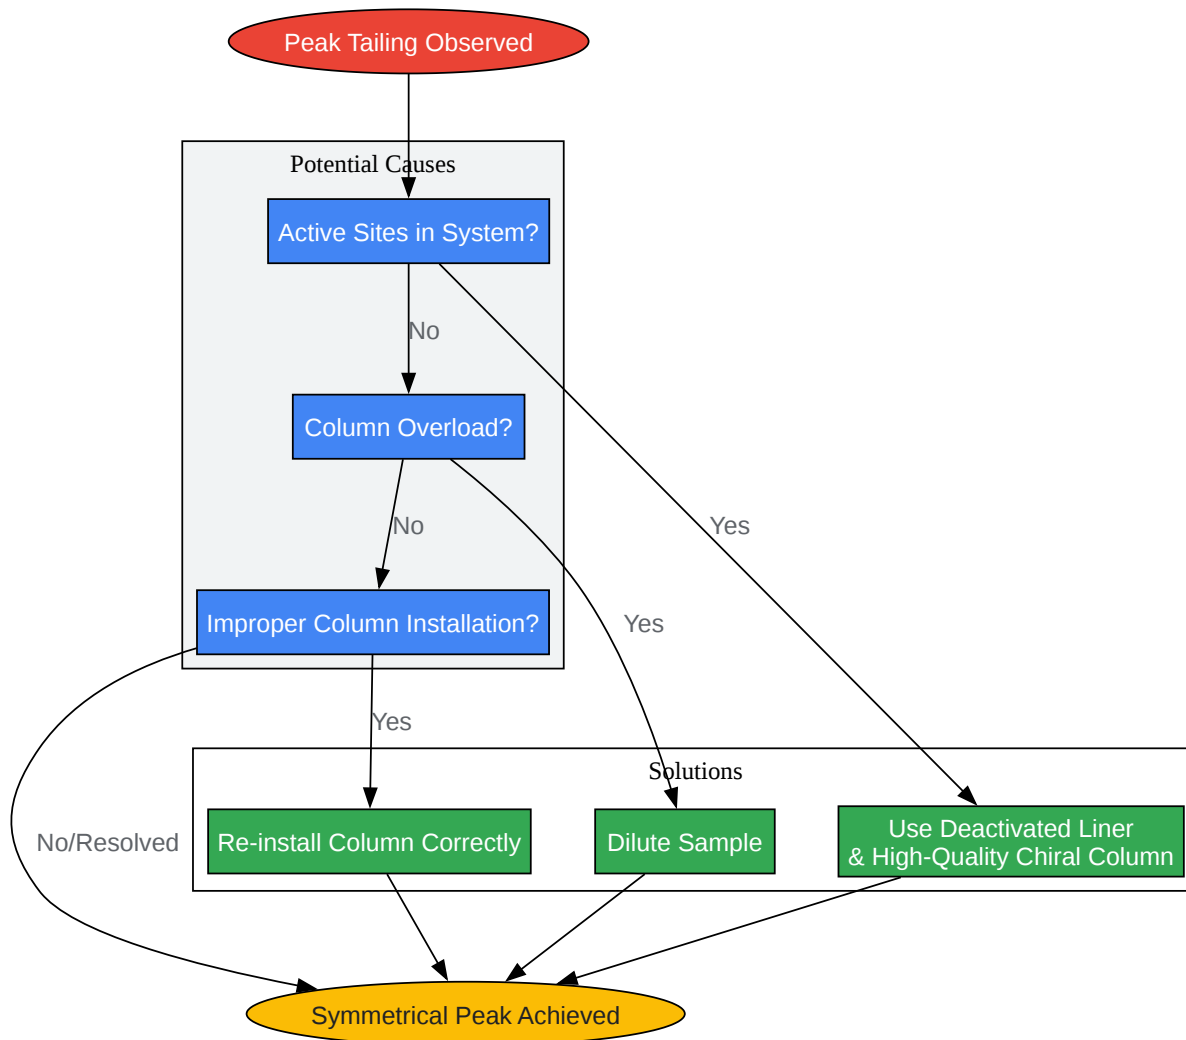 Peak Tailing Observed
Potential Causes
Active Sites in System?
No
Column Overload?
No
Yes
Improper Column Installation?
Yes
Yes
Solutions
No/Resolved
Re-install Column Correctly
Dilute Sample
Use Deactivated Liner
& High-Quality Chiral Column
Symmetrical Peak Achieved